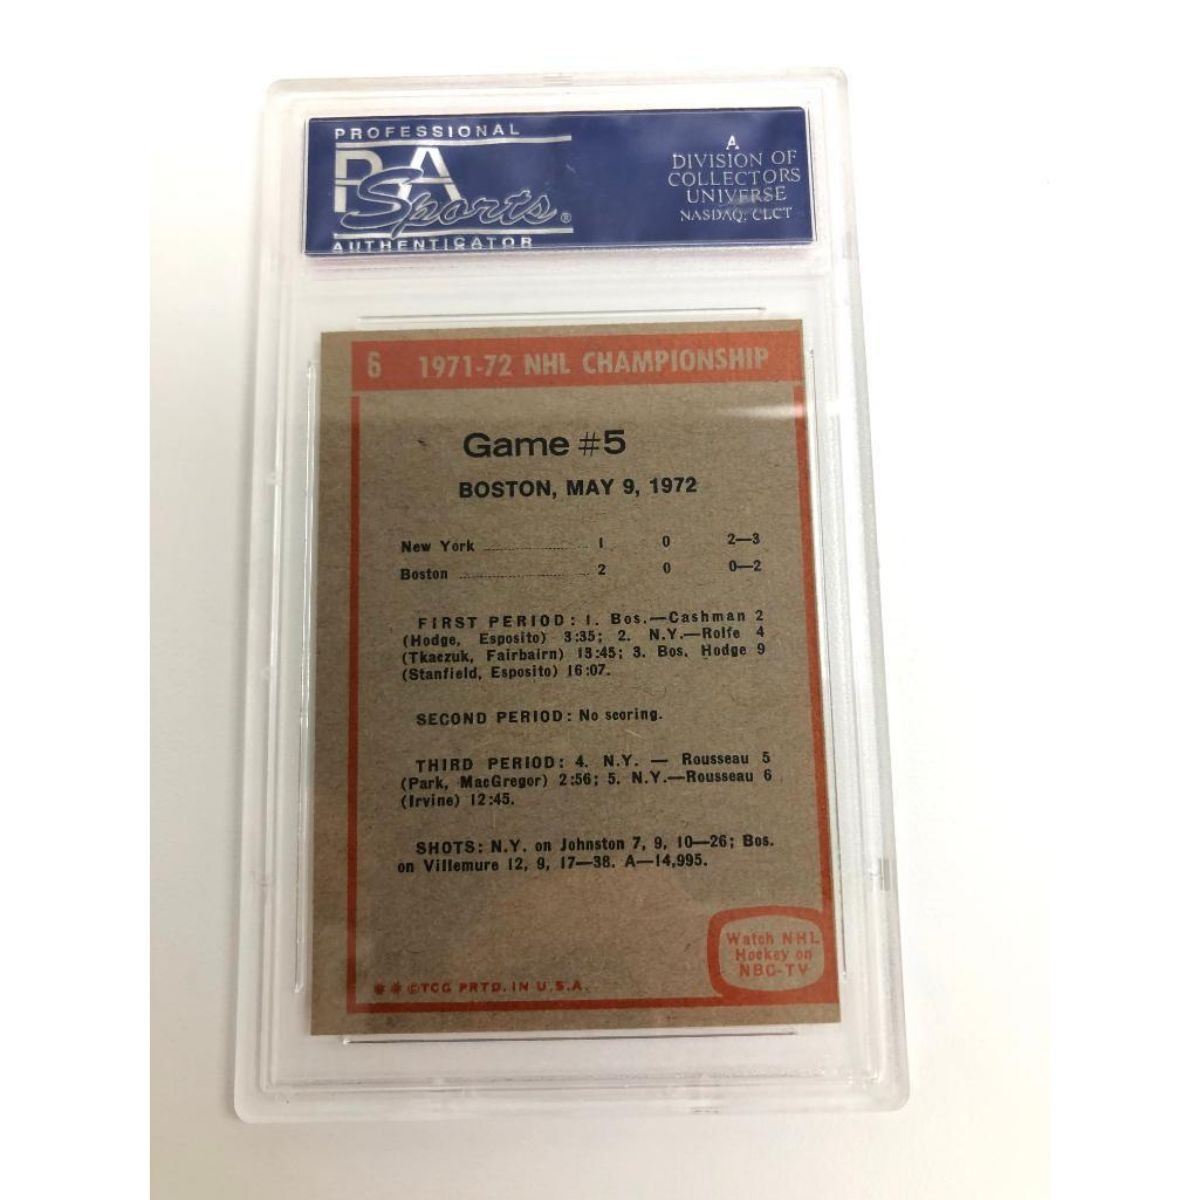 PROFESSIONAL
PSA
Sports®
AUTHENTICATOR
A
DIVISION OF
COLLECTORS
UNIVERSE
NASDAQ: CLCT
6 1971-72 NHL CHAMPIONSHIP
Game #5
BOSTON, MAY 9, 1972
New York 1 0 2—3
Boston 2 0 0—2
FIRST PERIOD: 1. Bos.—Cashman 2
(Hodge, Esposito) 3:35; 2. N.Y.—Rolfe 4
(Tkaczuk, Fairbairn) 13:45; 3. Bos. Hodge 9
(Stanfield, Esposito) 16:07.
SECOND PERIOD: No scoring.
THIRD PERIOD: 4. N.Y. — Rousseau 5
(Park, MacGregor) 2:56; 5. N.Y.—Rousseau 6
(Irvine) 12:45.
SHOTS: N.Y. on Johnston 7, 9, 10—26; Bos.
on Villemure 12, 9, 17—38. A—14,995.
Watch NHL
Hockey on
NBC-TV
* * ©TCG PRTD. IN U.S.A.